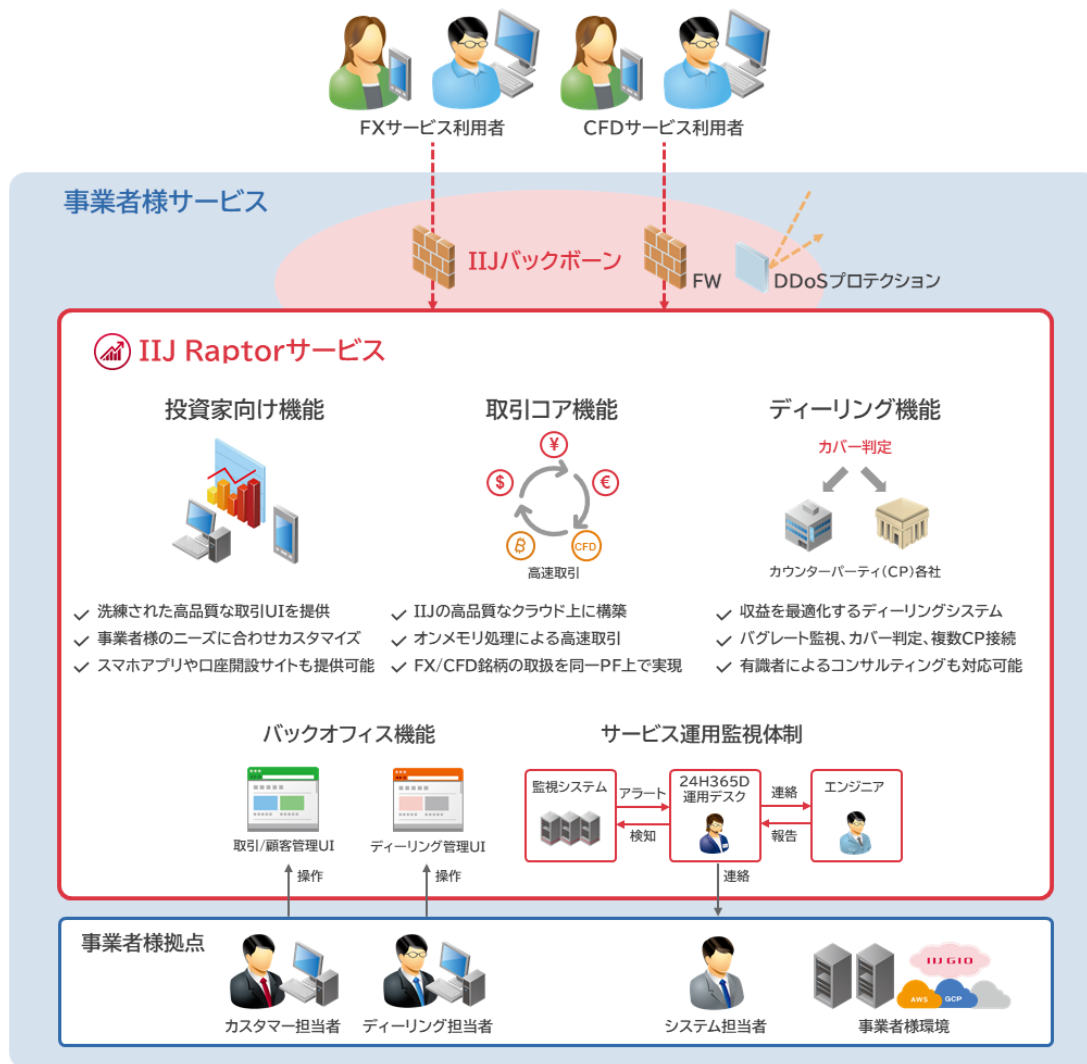 FXサービス利用者
CFDサービス利用者
事業者様サービス
IIJバックボーン
FW
DDoSプロテクション
IIJ Raptorサービス
投資家向け機能
洗練された高品質な取引UIを提供
事業者様のニーズに合わせカスタマイズ
スマホアプリや口座開設サイトも提供可能
取引コア機能
¥
$
€
₿
CFD
高速取引
IIJの高品質なクラウド上に構築
オンメモリ処理による高速取引
FX/CFD銘柄の取扱を同一PF上で実現
ディーリング機能
カバー判定
カウンターパーティ(CP)各社
収益を最適化するディーリングシステム
バグレート監視、カバー判定、複数CP接続
有識者によるコンサルティングも対応可能
バックオフィス機能
取引/顧客管理UI
ディーリング管理UI
操作
操作
サービス運用監視体制
監視システム
アラート
検知
24H365D
運用デスク
連絡
報告
エンジニア
連絡
事業者様拠点
カスタマー担当者
ディーリング担当者
システム担当者
IIJ GIO
AWS
GCP
事業者様環境